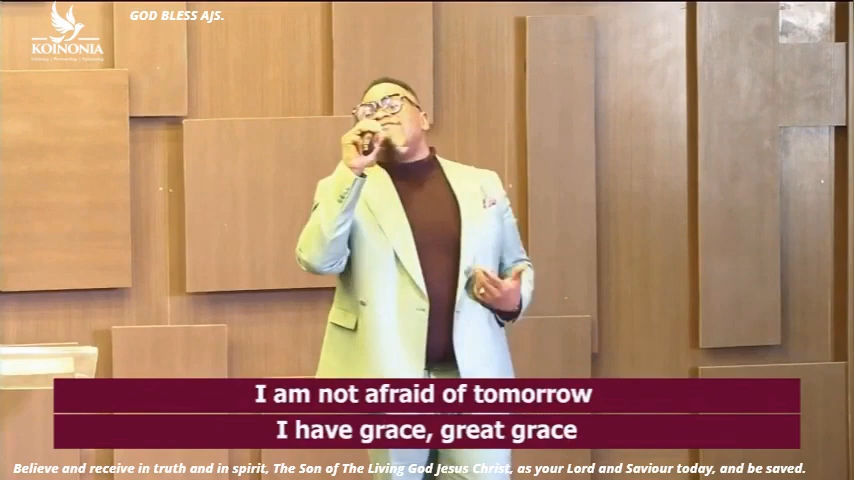 GOD BLESS AJS.
KOINONIA
I am not afraid of tomorrow
I have grace, great grace
Believe and receive in truth and in spirit, The Son of The Living God Jesus Christ, as your Lord and Saviour today, and be saved.